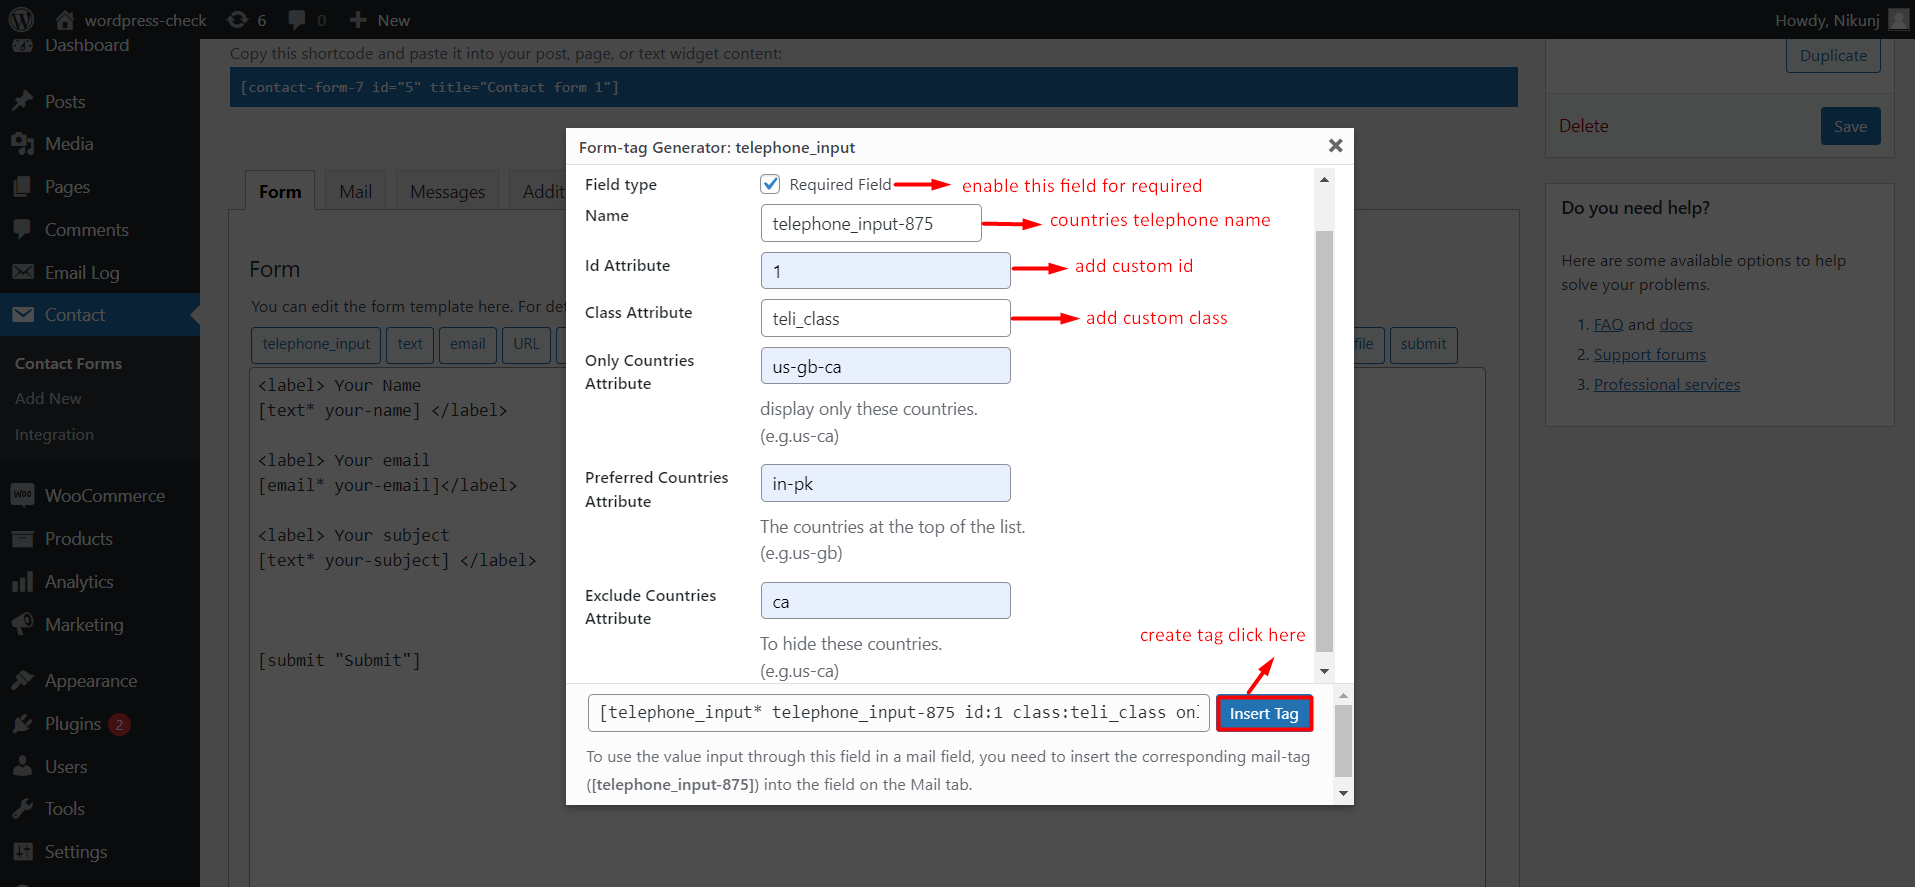 wordpress-check
6
0
New
Howdy, Nikunj
Dashboard
Posts
Media
Pages
Comments
Email Log
Contact
Contact Forms
Add New
Integration
WOO WooCommerce
Products
Analytics
Marketing
Appearance
Plugins 2
Users
Tools
Settings
Copy this shortcode and paste it into your post, page, or text widget content:
[contact-form-7 id="5" title="Contact form 1"]
Form
Mail
Messages
Form
You can edit the form template here. For
telephone_input
text
email
URL
submit
<label> Your Name
[text* your-name] </label>
<label> Your email
[email* your-email]</label>
<label> Your subject
[text* your-subject] </label>
[submit "Submit"]
Form-tag Generator: telephone_input
Field type
Required Field
enable this field for required
Name
telephone_input-875
countries telephone name
Id Attribute
1
add custom id
Class Attribute
teli_class
add custom class
Only Countries
Attribute
us-gb-ca
display only these countries.
(e.g.us-ca)
Preferred Countries
Attribute
in-pk
The countries at the top of the list.
(e.g.us-gb)
Exclude Countries
Attribute
ca
To hide these countries.
(e.g.us-ca)
create tag click here
[telephone_input* telephone_input-875 id:1 class:teli_class onl
Insert Tag
To use the value input through this field in a mail field, you need to insert the corresponding mail-tag
([telephone_input-875]) into the field on the Mail tab.
Duplicate
Delete
Save
Do you need help?
Here are some available options to help
solve your problems.
1. FAQ and docs
2. Support forums
3. Professional services